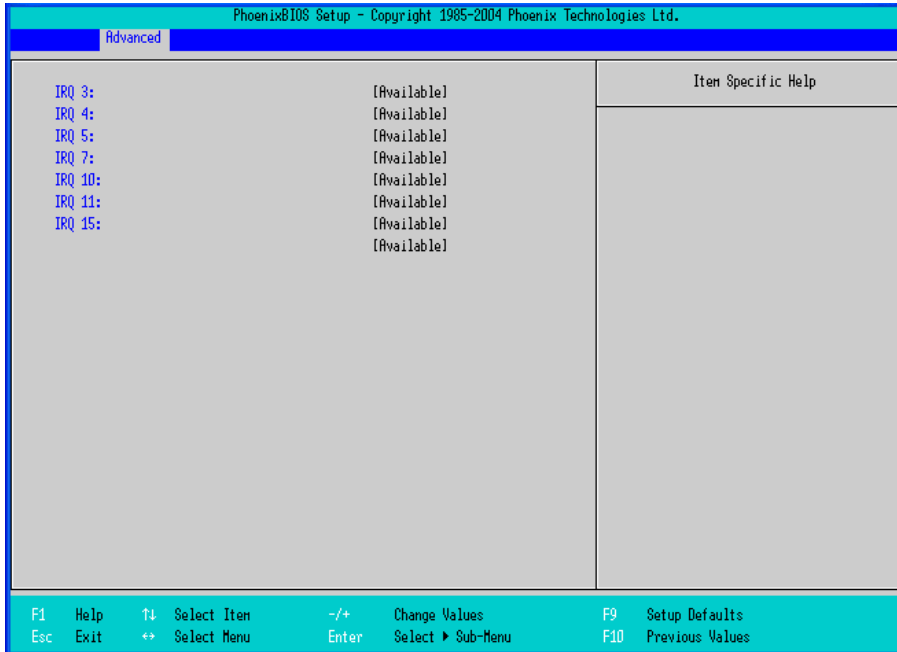 PhoenixBIOS Setup - Copyright 1985-2004 Phoenix Technologies Ltd.
Advanced
Item Specific Help
IRQ 3: [Available]
IRQ 4: [Available]
IRQ 5: [Available]
IRQ 7: [Available]
IRQ 10: [Available]
IRQ 11: [Available]
IRQ 15: [Available]
[Available]
F1 Help ↑↓ Select Item -/+ Change Values F9 Setup Defaults
Esc Exit ↔ Select Menu Enter Select ▶ Sub-Menu F10 Previous Values